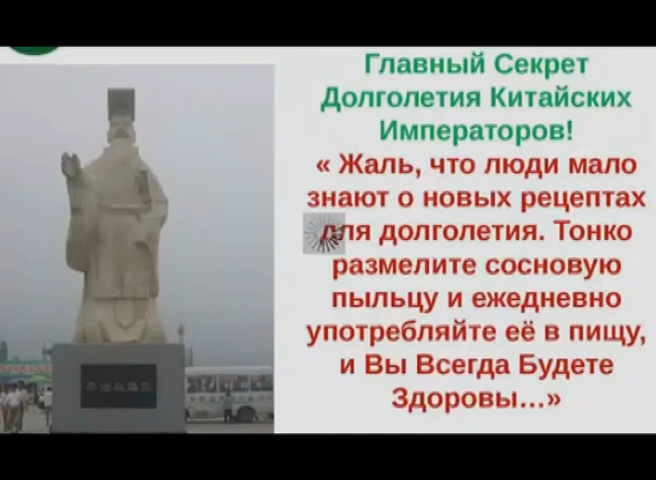 Главный Секрет
Долголетия Китайских
Императоров!
« Жаль, что люди мало
знают о новых рецептах
для долголетия. Тонко
размелите сосновую
пыльцу и ежедневно
употребляйте её в пищу,
и Вы Всегда Будете
Здоровы...»